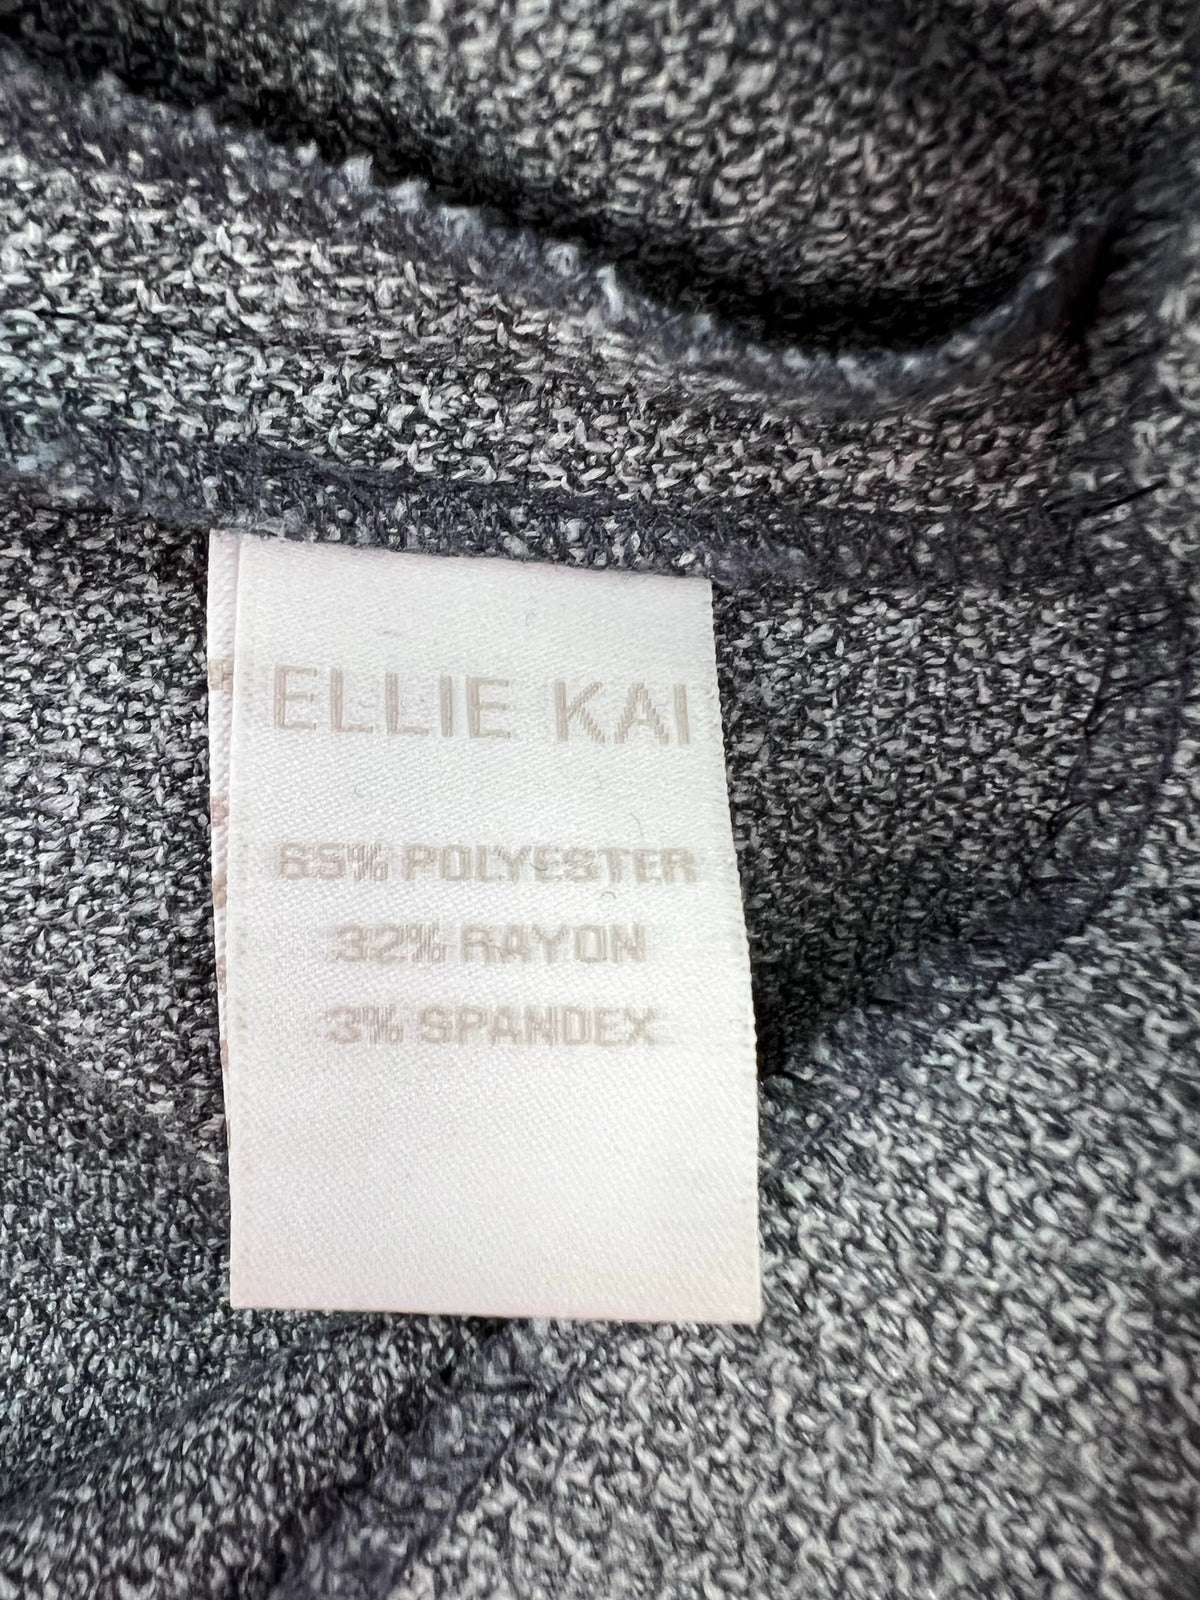 ELLIE KAI
65% POLYESTER
32% RAYON
3% SPANDEX